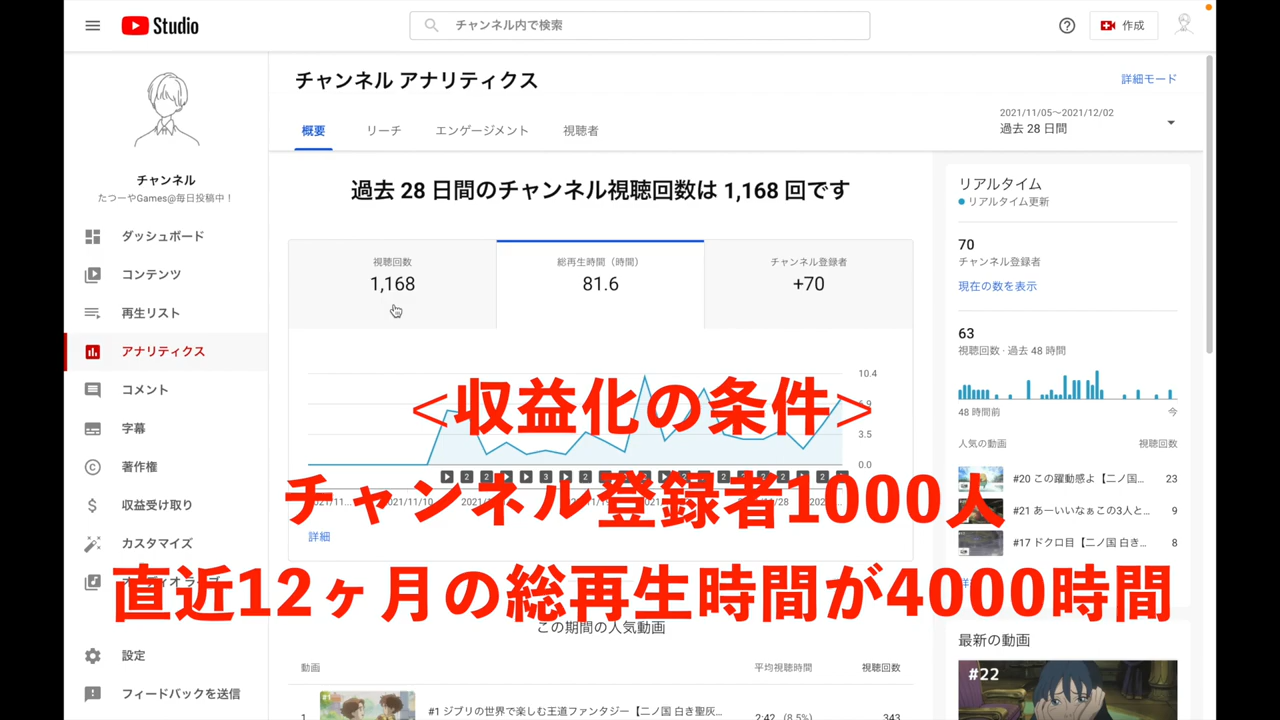 Studio
チャンネル内で検索
作成
チャンネル アナリティクス
詳細モード
概要
リーチ
エンゲージメント
視聴者
2021/11/05～2021/12/02
過去 28 日間
チャンネル
たつーやGames@毎日投稿中！
ダッシュボード
コンテンツ
再生リスト
アナリティクス
コメント
字幕
著作権
収益受け取り
カスタマイズ
設定
フィードバックを送信
過去 28 日間のチャンネル視聴回数は 1,168 回です
視聴回数
1,168
総再生時間（時間）
81.6
チャンネル登録者
+70
10.4
3.5
0.0
<収益化の条件>
チャンネル登録者1000人
直近12ヶ月の総再生時間が4000時間
詳細
この期間の人気動画
動画
平均視聴時間
視聴回数
1
#1 ジブリの世界で楽しむ王道ファンタジー【二ノ国 白き聖灰...
2:42
(8.5%)
343
リアルタイム
リアルタイム更新
70
チャンネル登録者
現在の数を表示
63
視聴回数 · 過去 48 時間
48 時間前
今
人気の動画
視聴回数
#20 この躍動感よ【二ノ国...
23
#21 あーいいなぁこの3人と...
9
#17 ドクロ目【二ノ国 白き...
8
最新の動画
#22